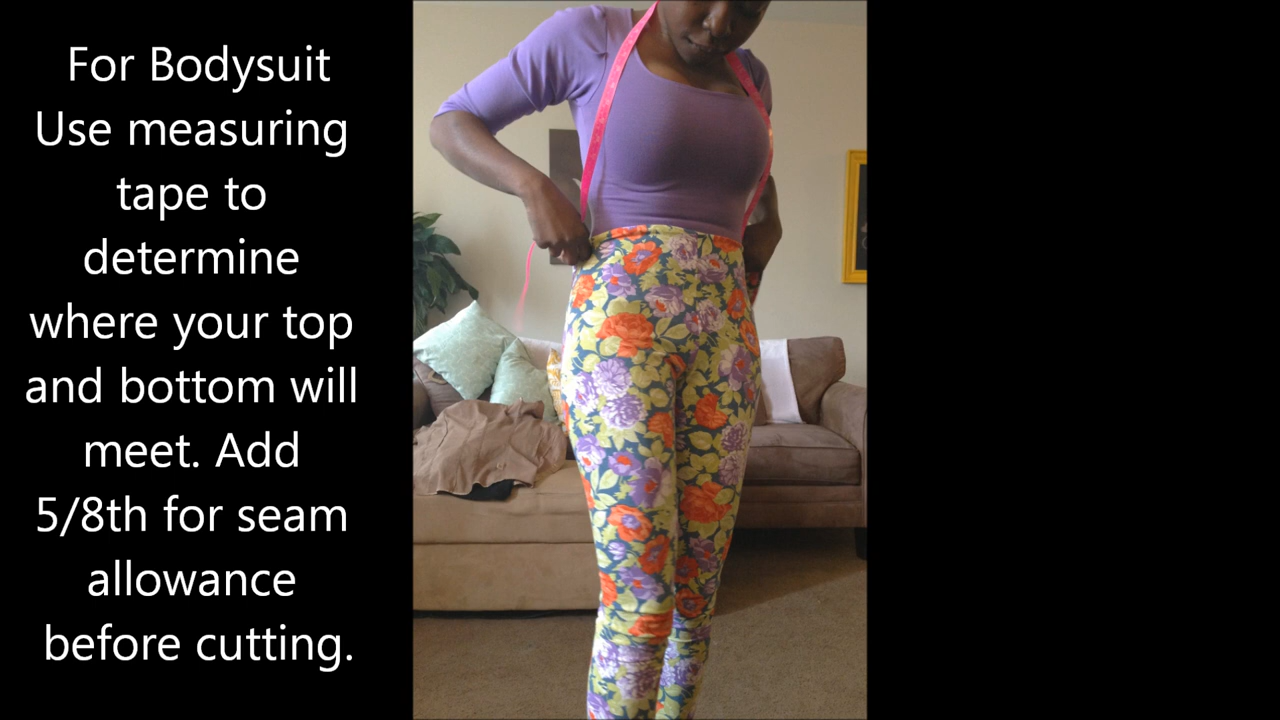 For Bodysuit
Use measuring
tape to
determine
where your top
and bottom will
meet. Add
5/8th for seam
allowance
before cutting.